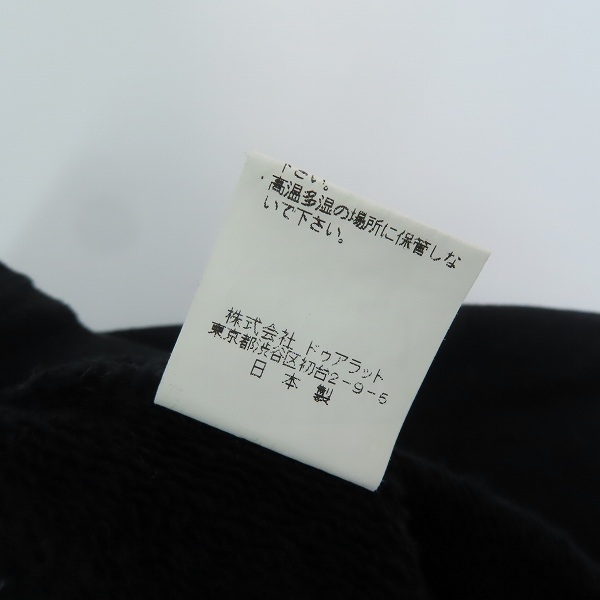 下さい。
・高温多湿の場所に保管しな
いで下さい。
株式会社 ドゥアラット
東京都渋谷区初台2-9-5
日本製